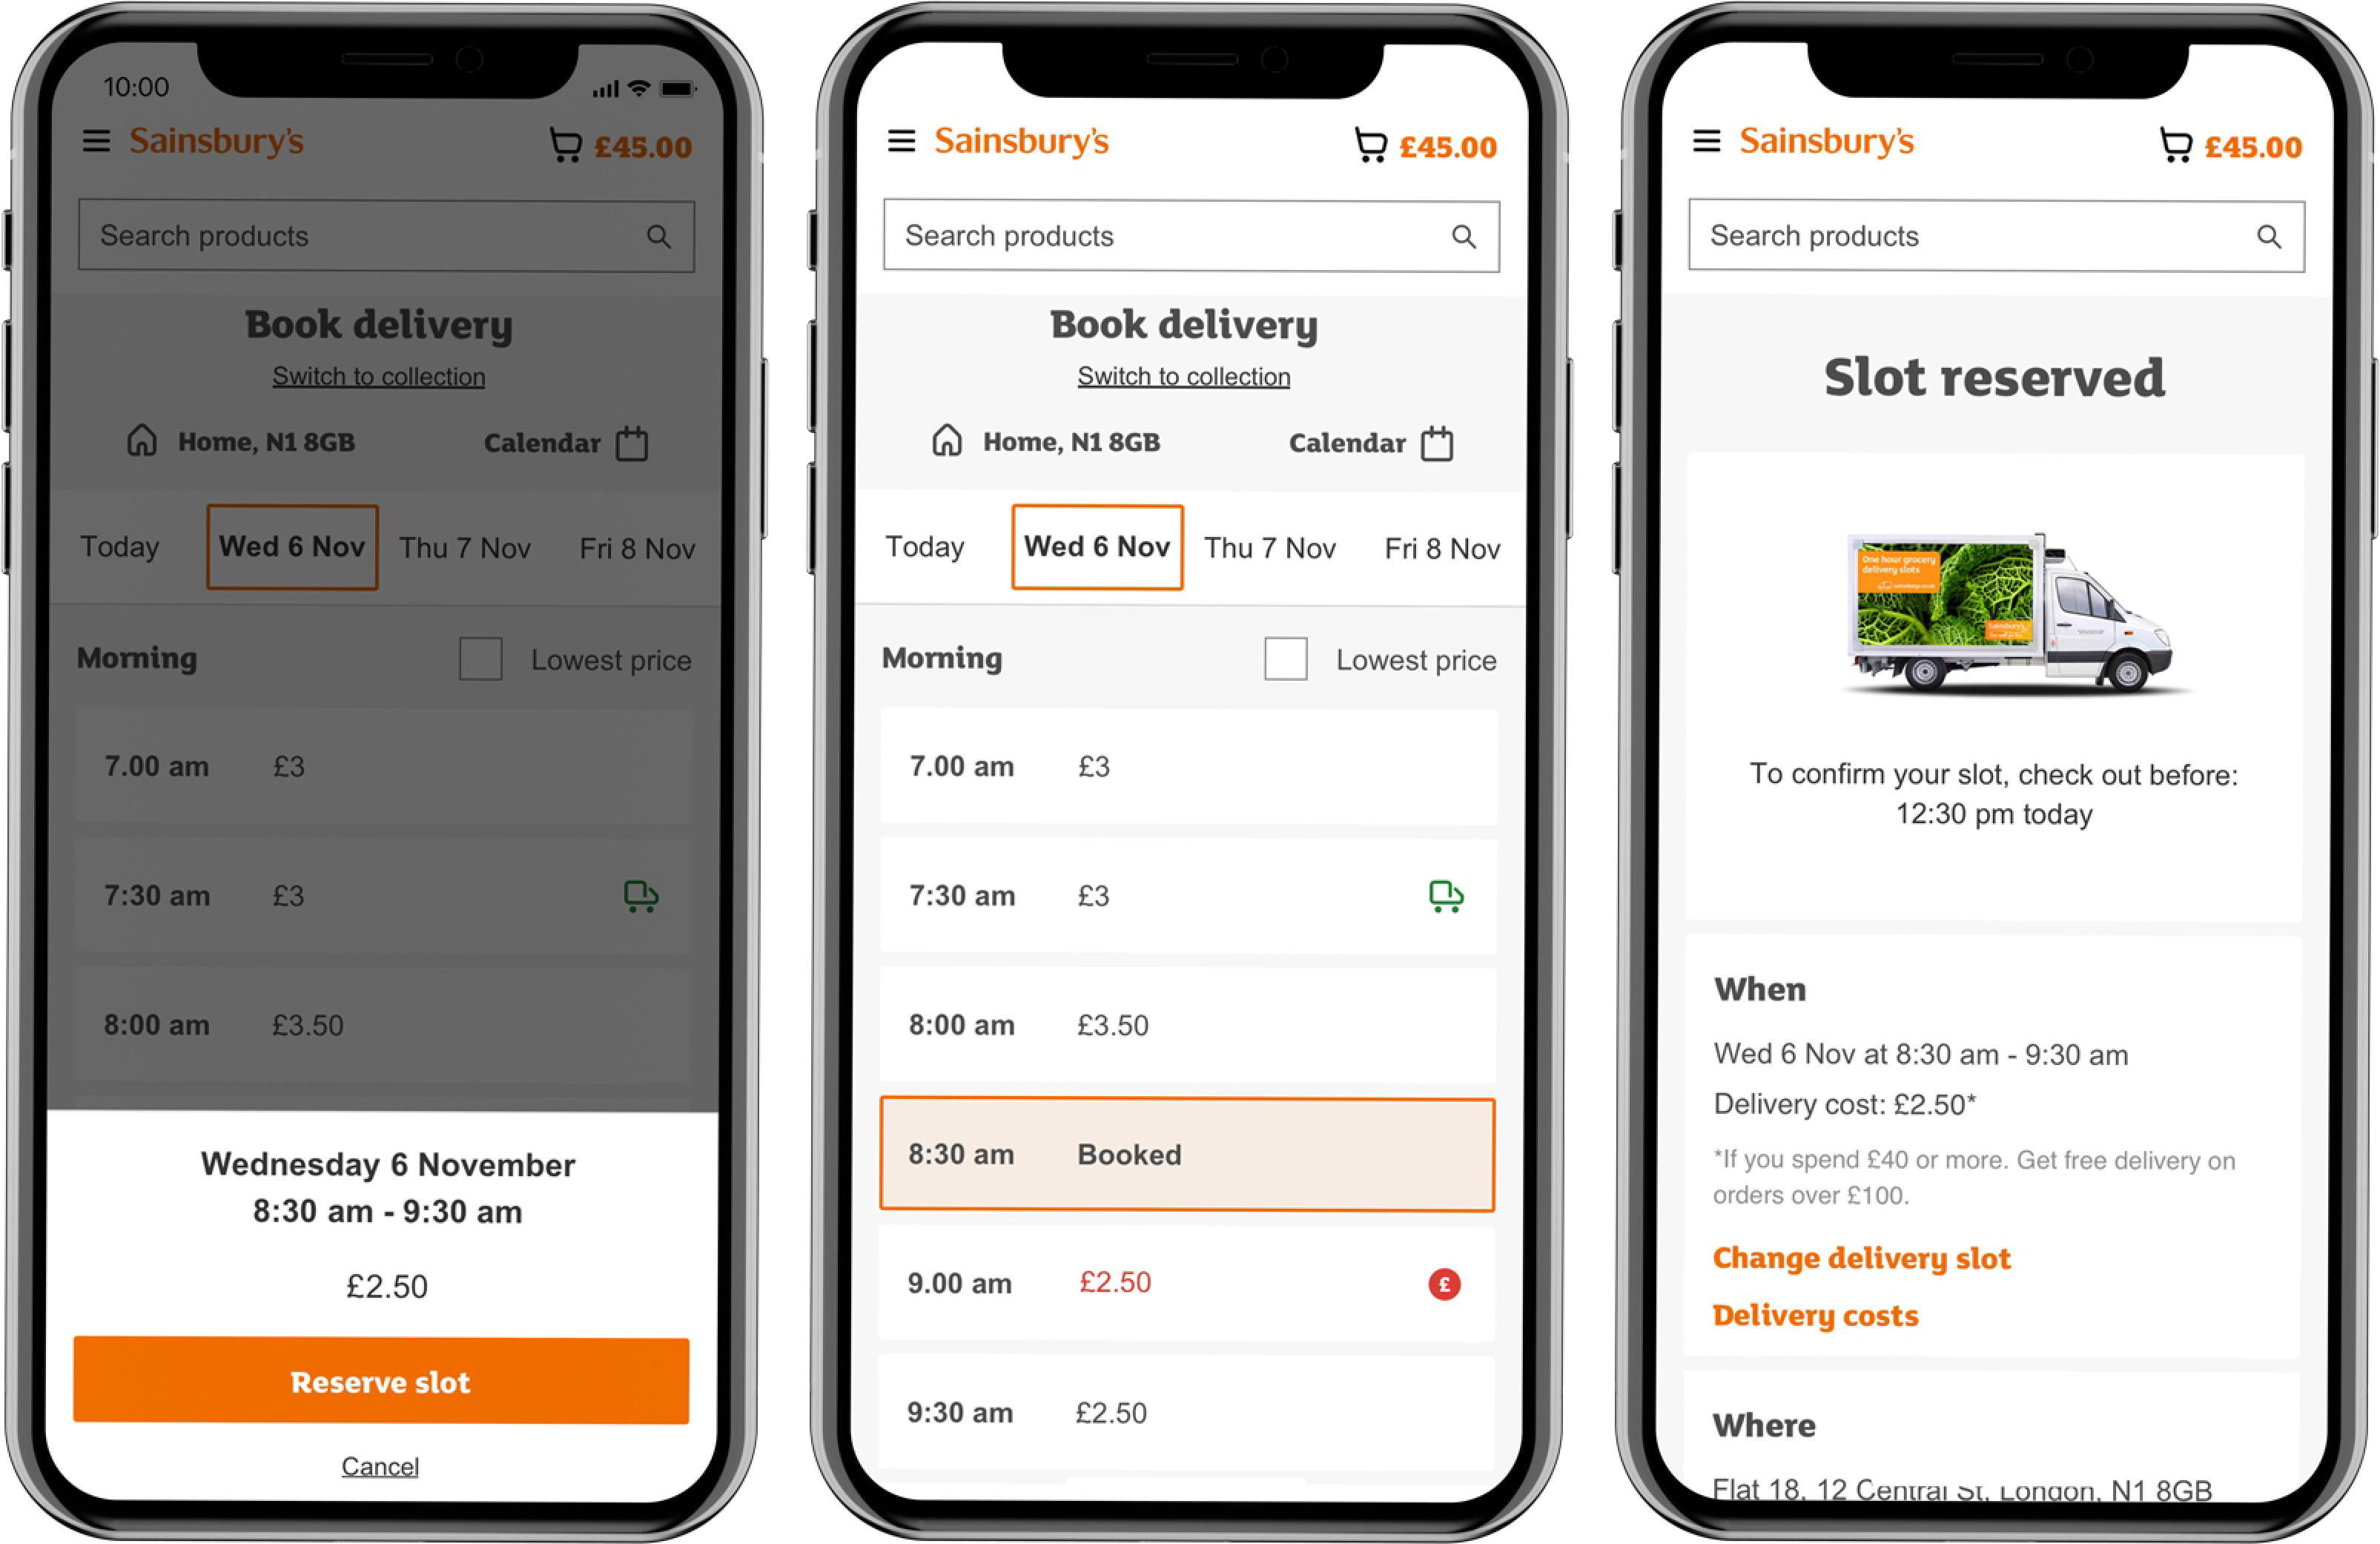 10:00
Sainsbury's £45.00
Search products
Book delivery
Switch to collection
Home, N1 8GB Calendar
Today Wed 6 Nov Thu 7 Nov Fri 8 Nov
Morning Lowest price
7.00 am £3
7:30 am £3
8:00 am £3.50
Wednesday 6 November
8:30 am - 9:30 am
£2.50
Reserve slot
Cancel
Sainsbury's £45.00
Search products
Book delivery
Switch to collection
Home, N1 8GB Calendar
Today Wed 6 Nov Thu 7 Nov Fri 8 Nov
Morning Lowest price
7.00 am £3
7:30 am £3
8:00 am £3.50
8:30 am Booked
9.00 am £2.50 £
9:30 am £2.50
Sainsbury's £45.00
Search products
Slot reserved
One hour grocery
delivery slots
Sainsbury's
To confirm your slot, check out before:
12:30 pm today
When
Wed 6 Nov at 8:30 am - 9:30 am
Delivery cost: £2.50*
*If you spend £40 or more. Get free delivery on
orders over £100.
Change delivery slot
Delivery costs
Where
Flat 18, 12 Central St, London, N1 8GB